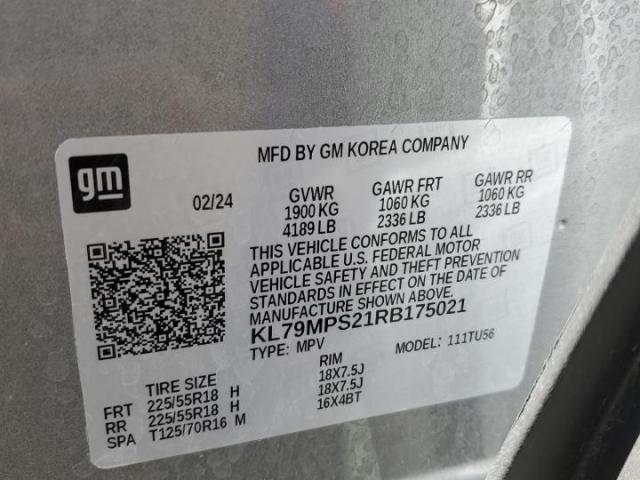 gm
MFD BY GM KOREA COMPANY
02/24 GVWR GAWR FRT GAWR RR
1900 KG 1060 KG 1060 KG
4189 LB 2336 LB 2336 LB
THIS VEHICLE CONFORMS TO ALL
APPLICABLE U.S. FEDERAL MOTOR
VEHICLE SAFETY AND THEFT PREVENTION
STANDARDS IN EFFECT ON THE DATE OF
MANUFACTURE SHOWN ABOVE.
KL79MPS21RB175021
TYPE: MPV MODEL: 111TU56
TIRE SIZE RIM
FRT 225/55R18 H 18X7.5J
RR 225/55R18 H 18X7.5J
SPA T125/70R16 M 16X4BT